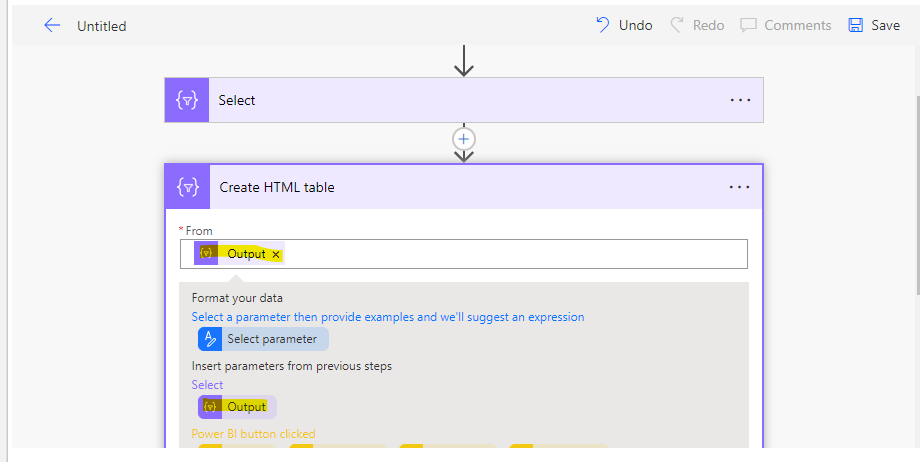 Untitled
Undo
Redo
Comments
Save
Select
Create HTML table
* From
Output ×
Format your data
Select a parameter then provide examples and we'll suggest an expression
Select parameter
Insert parameters from previous steps
Select
Output
Power BI button clicked